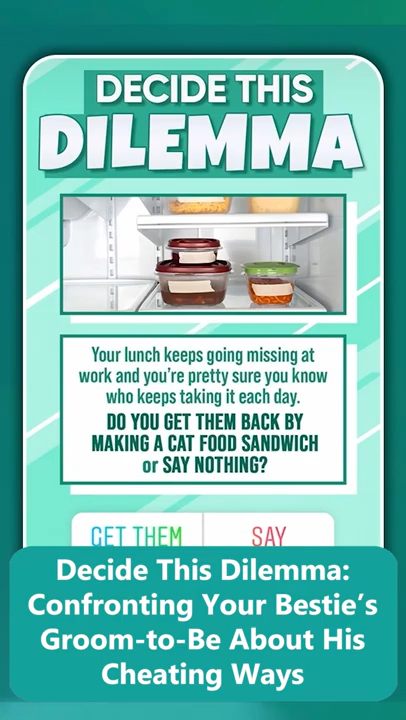 DECIDE THIS
DILEMMA
Your lunch keeps going missing at
work and you're pretty sure you know
who keeps taking it each day.
DO YOU GET THEM BACK BY
MAKING A CAT FOOD SANDWICH
or SAY NOTHING?
GET THEM
SAY
Decide This Dilemma:
Confronting Your Bestie's
Groom-to-Be About His
Cheating Ways